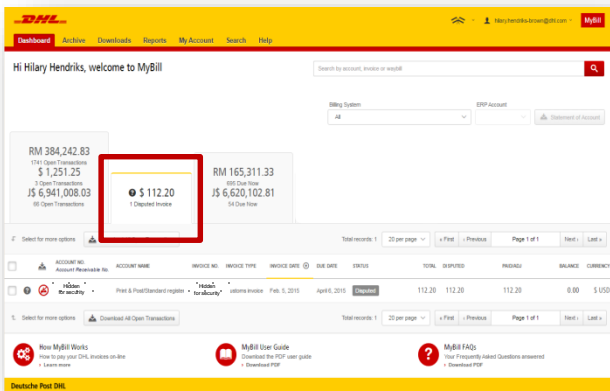 DHL
hilary.hendriks-brown@dhl.com
MyBill
Dashboard Archive Downloads Reports My Account Search Help
Hi Hilary Hendriks, welcome to MyBill
Search by account, invoice or waybill
Billing System
ERP Account
All
Statement of Account
RM 384,242.83
1741 Open Transactions
$ 1,251.25
3 Open Transactions
J$ 6,941,008.03
66 Open Transactions
$ 112.20
1 Disputed Invoice
RM 165,311.33
695 Due Now
J$ 6,620,102.81
54 Due Now
Select for more options
Total records: 1 20 per page « First ‹ Previous Page 1 of 1 Next › Last »
ACCOUNT NO. ACCOUNT NAME INVOICE NO. INVOICE TYPE INVOICE DATE DUE DATE STATUS TOTAL DISPUTED PAID/ADJ BALANCE CURRENCY
Account Receivable No.
Hidden for security Print & Post/Standard register Hidden for security ustoms invoice Feb. 5, 2015 April 6, 2015 Disputed 112.20 112.20 112.20 0.00 $ USD
Select for more options Download All Open Transactions Total records: 1 20 per page « First ‹ Previous Page 1 of 1 Next › Last »
How MyBill Works
How to pay your DHL invoices on-line
› Learn more
MyBill User Guide
Download the PDF user guide
› Download PDF
MyBill FAQs
Your Frequently Asked Questions answered
› Download PDF
Deutsche Post DHL